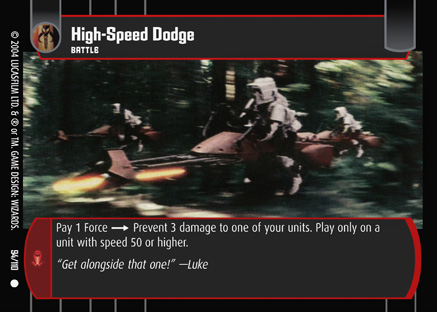 High-Speed Dodge
BATTLE
Pay 1 Force → Prevent 3 damage to one of your units. Play only on a
unit with speed 50 or higher.
"Get alongside that one!" —Luke
© 2004 LUCASFILM LTD. & ® or TM. GAME DESIGN: WIZARDS.
94/110